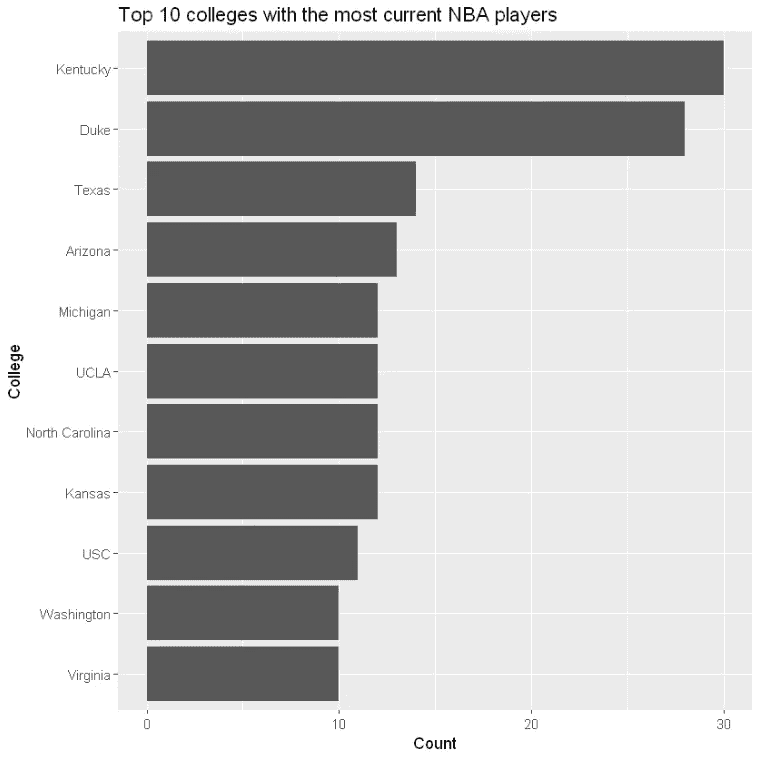 Top 10 colleges with the most current NBA players
Kentucky
Duke
Texas
Arizona
Michigan
UCLA
North Carolina
Kansas
USC
Washington
Virginia
College
0 10 20 30
Count